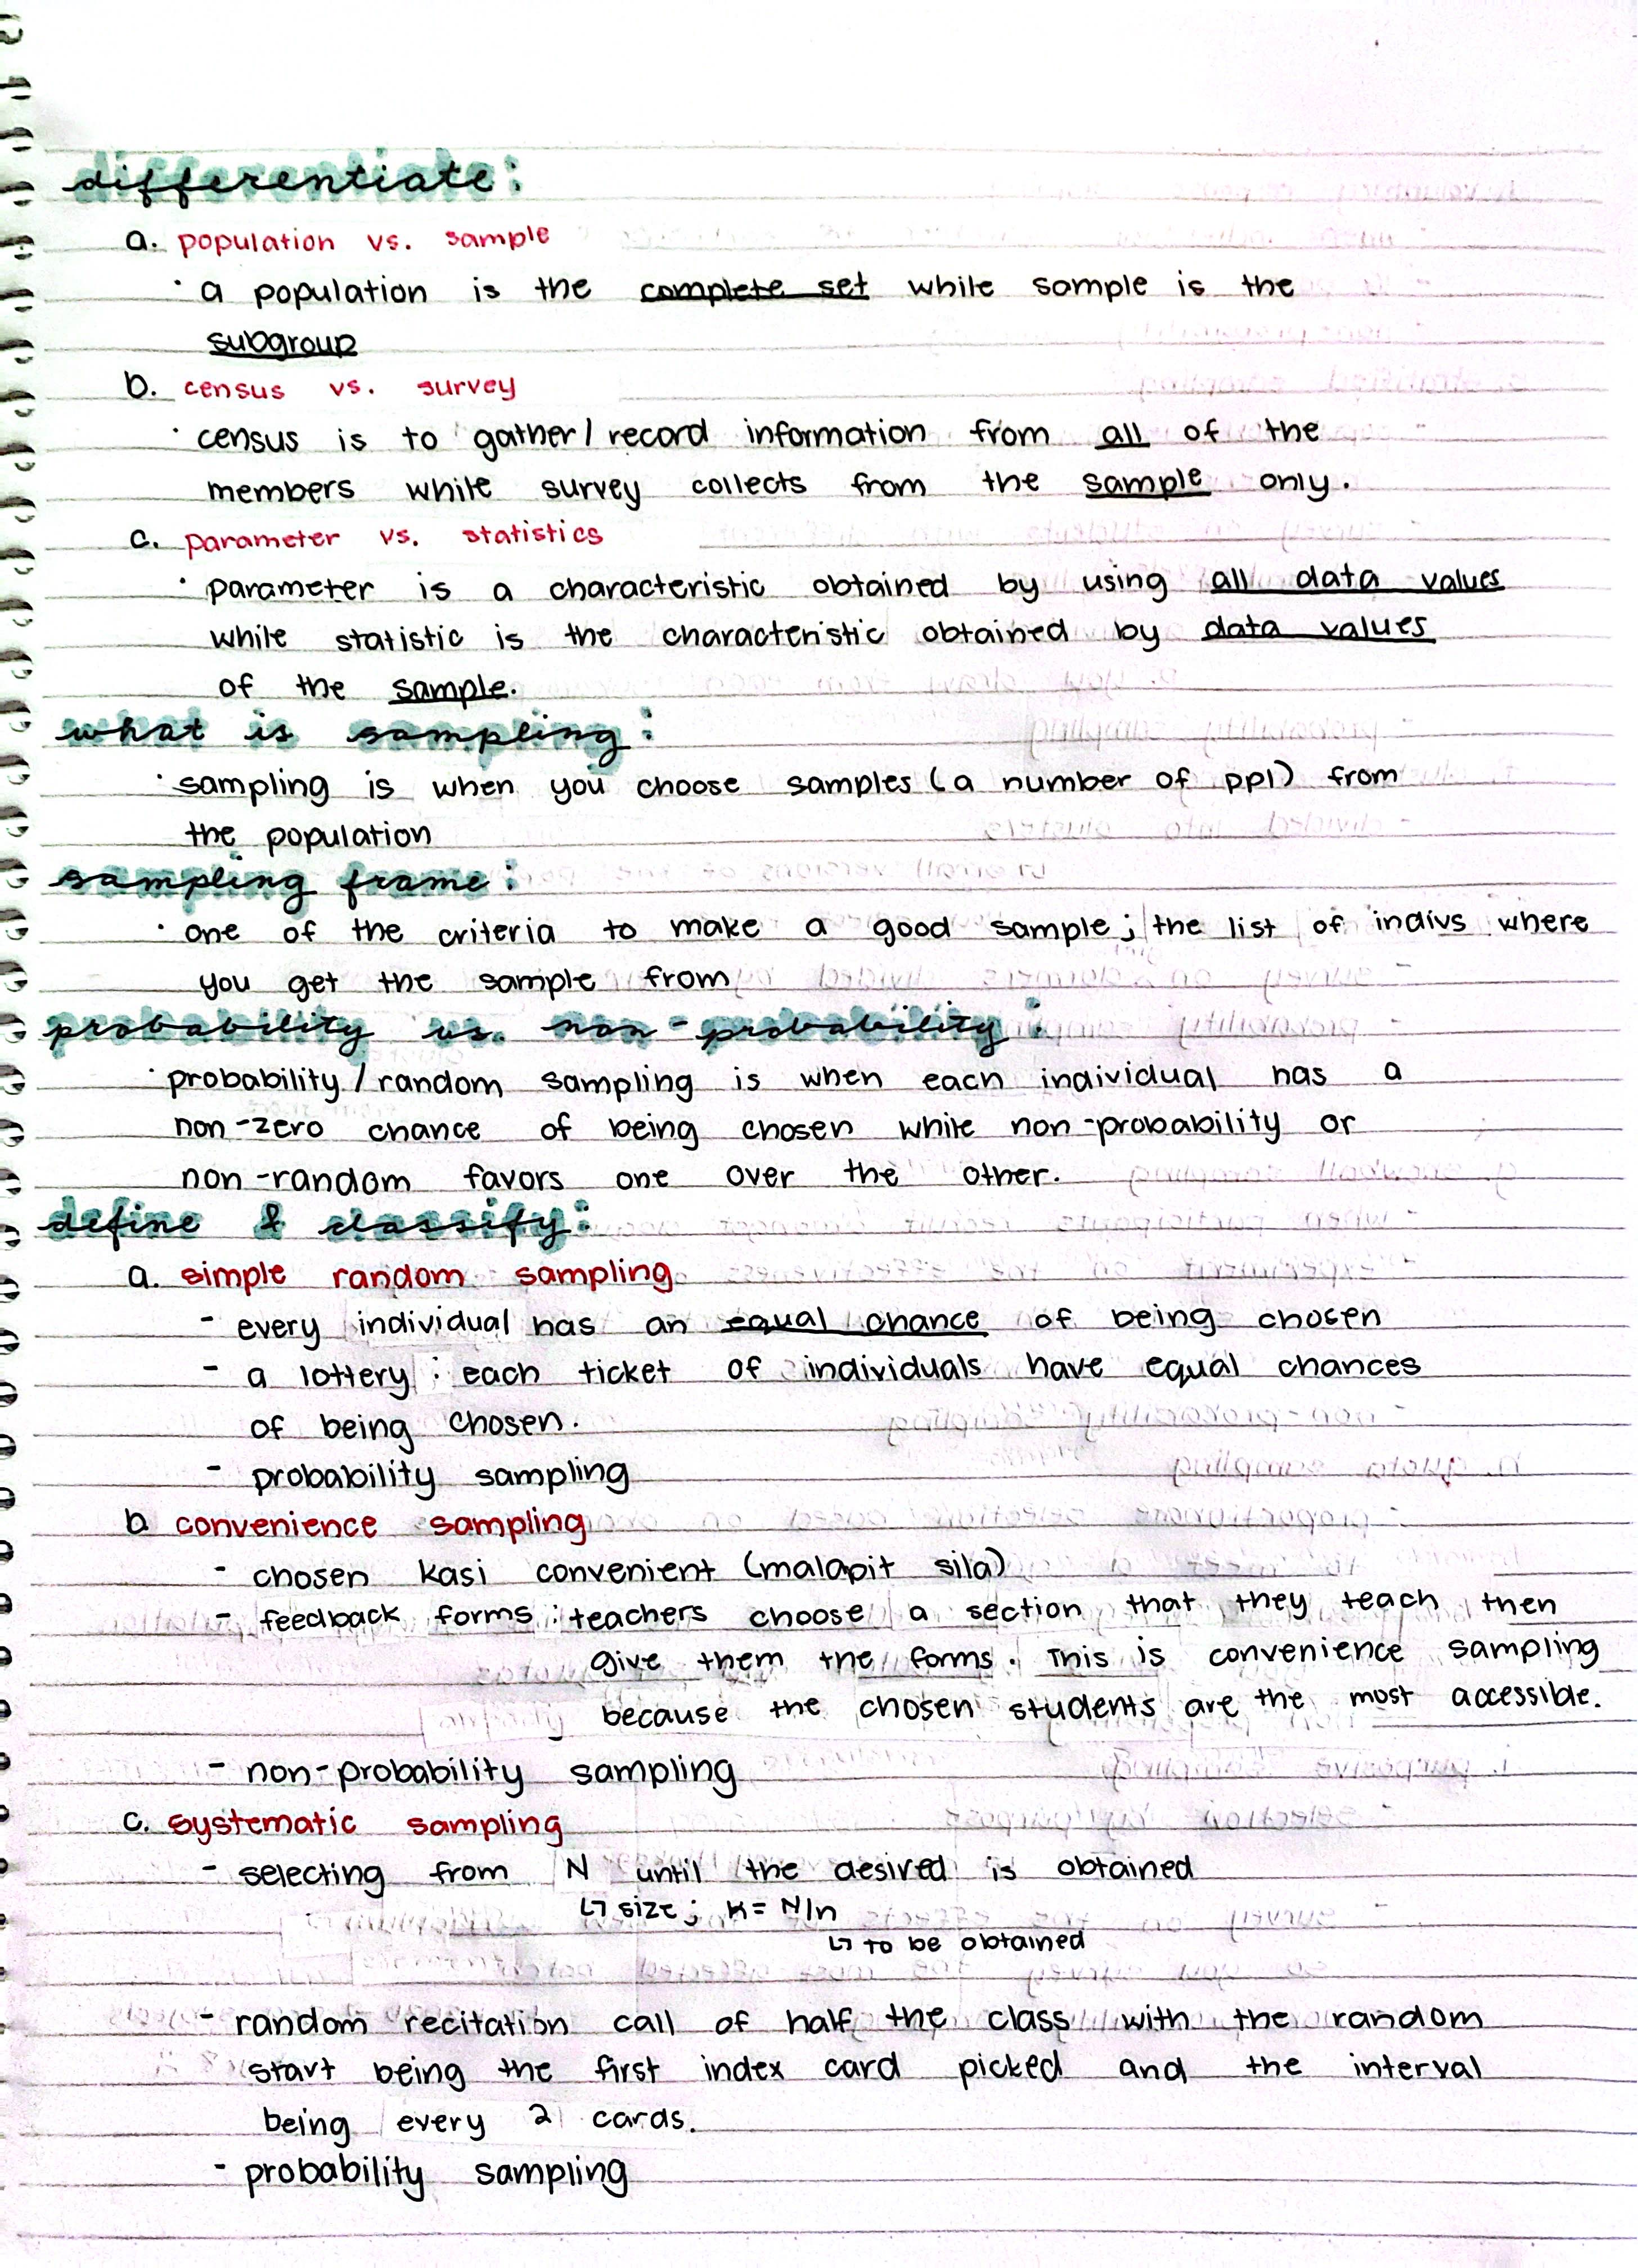 differentiate:
a. population vs. sample
· a population is the complete set while sample is the
subgroup
b. census vs. survey
· census is to gather/record information from all of the
members while survey collects from the sample only.
c. parameter vs. statistics
· parameter is a characteristic obtained by using all data values
while statistic is the characteristic obtained by data values
of the sample.
what is sampling:
· sampling is when you choose samples (a number of ppl) from
the population
sampling frame:
· one of the criteria to make a good sample; the list of indivs where
you get the sample from
probability vs. non-probability:
· probability/random sampling is when each individual has a
non-zero chance of being chosen while non-probability or
non-random favors one over the other.
define & classify:
a. simple random sampling
- every individual has an equal chance of being chosen
- a lottery: each ticket of individuals have equal chances
of being chosen.
- probability sampling
b convenience sampling
- chosen kasi convenient (malapit sila)
- feedback forms: teachers choose a section that they teach, then
give them the forms. This is convenience sampling
because the chosen students are the most accessible.
- non-probability sampling
c. systematic sampling
- selecting from N until the desired is obtained
↳ size; k = N/n
↳ to be obtained
- random recitation call of half the class with the random
start being the first index card picked and the interval
being every 2 cards.
- probability sampling